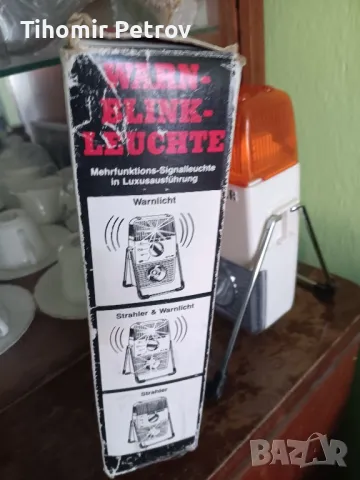 Tihomir Petrov
WARN-
BLINK-
LEUCHTE
Mehrfunktions-Signalleuchte
in Luxusausführung
Warnlicht
Strahler & Warnlicht
Strahler
BAZAR